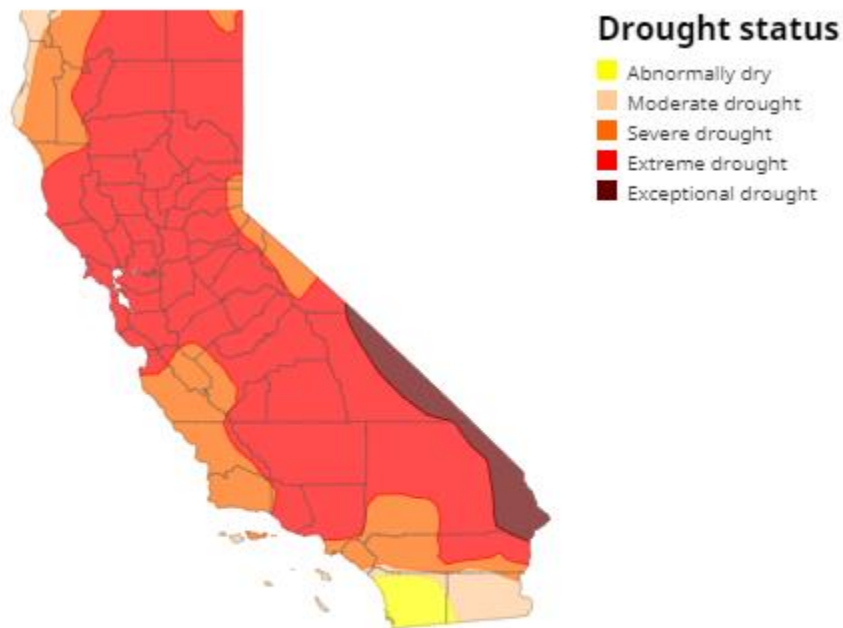 Drought status
Abnormally dry
Moderate drought
Severe drought
Extreme drought
Exceptional drought